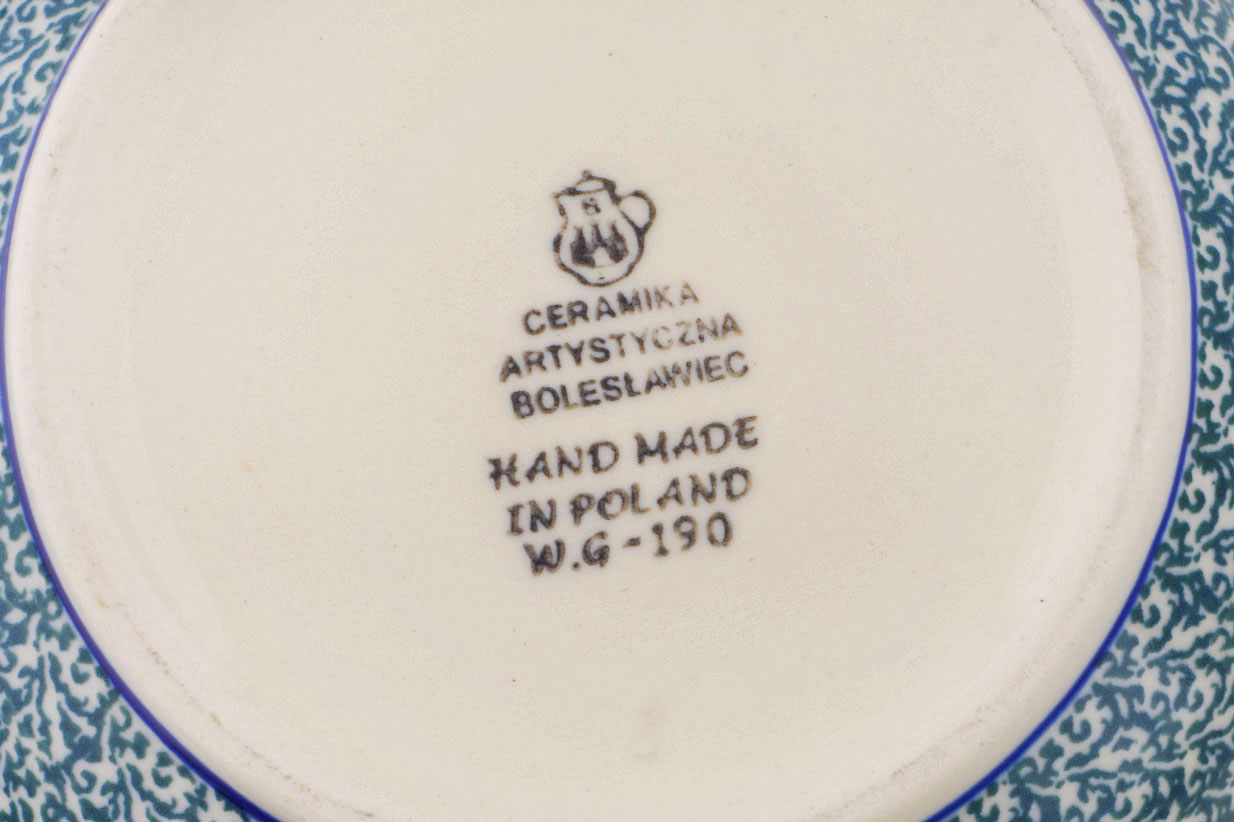 B
CERAMIKA
ARTYSTYCZNA
BOLESŁAWIEC
HAND MADE
IN POLAND
W.G-190